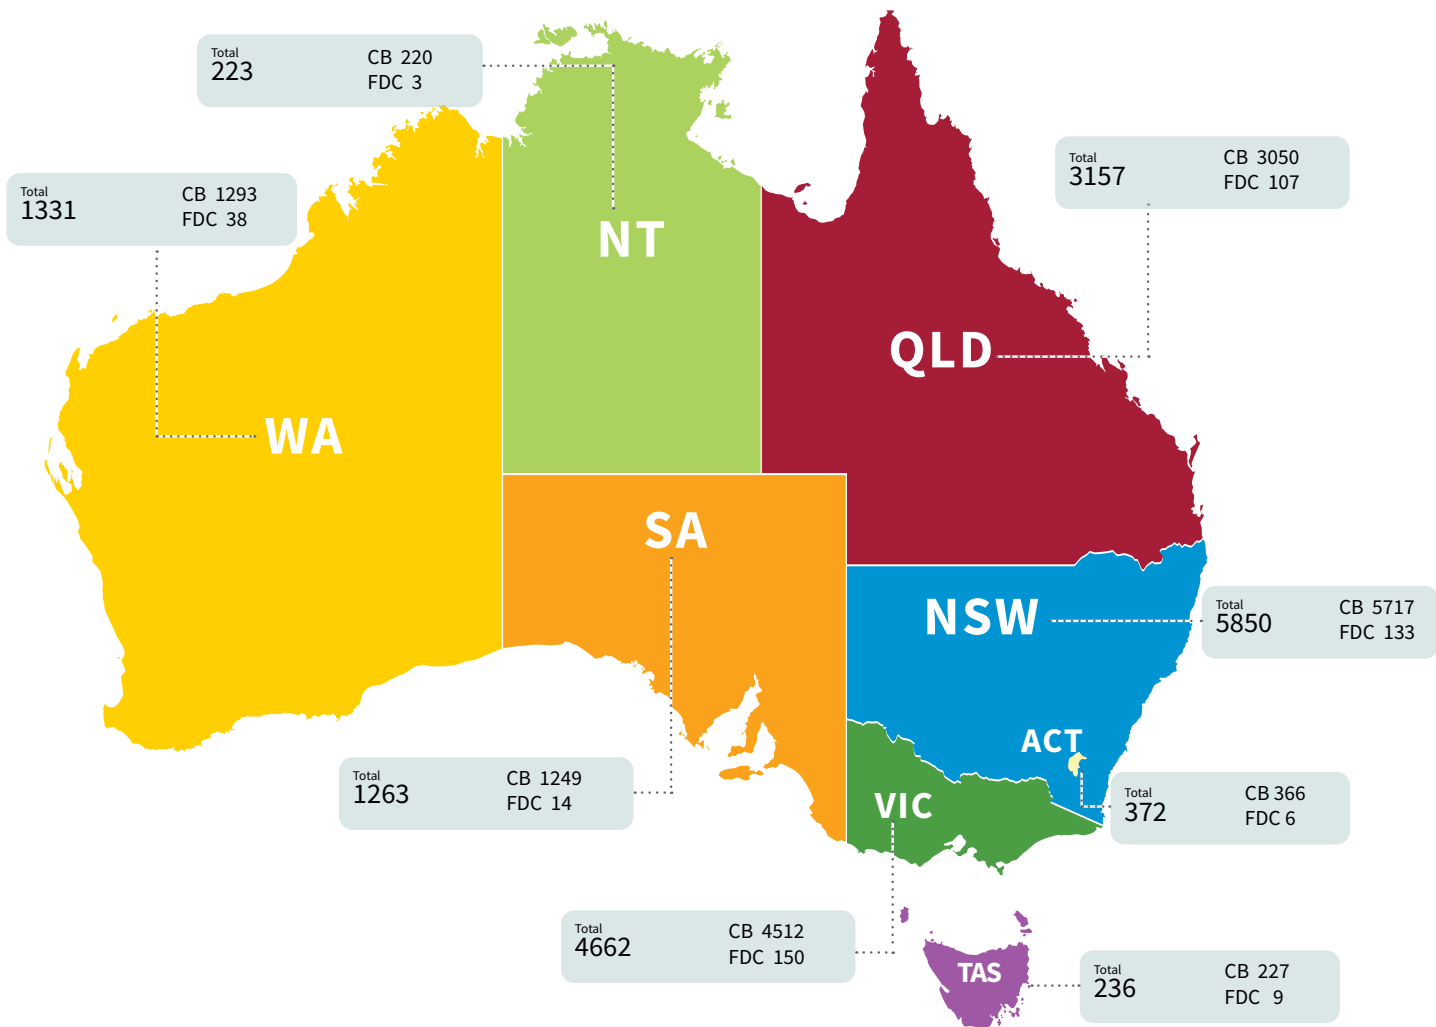 Total
223
CB 220
FDC 3
Total
1331
CB 1293
FDC 38
Total
3157
CB 3050
FDC 107
NT
QLD
WA
SA
NSW
Total
5850
CB 5717
FDC 133
ACT
Total
1263
CB 1249
FDC 14
VIC
Total
372
CB 366
FDC 6
Total
4662
CB 4512
FDC 150
TAS
Total
236
CB 227
FDC 9